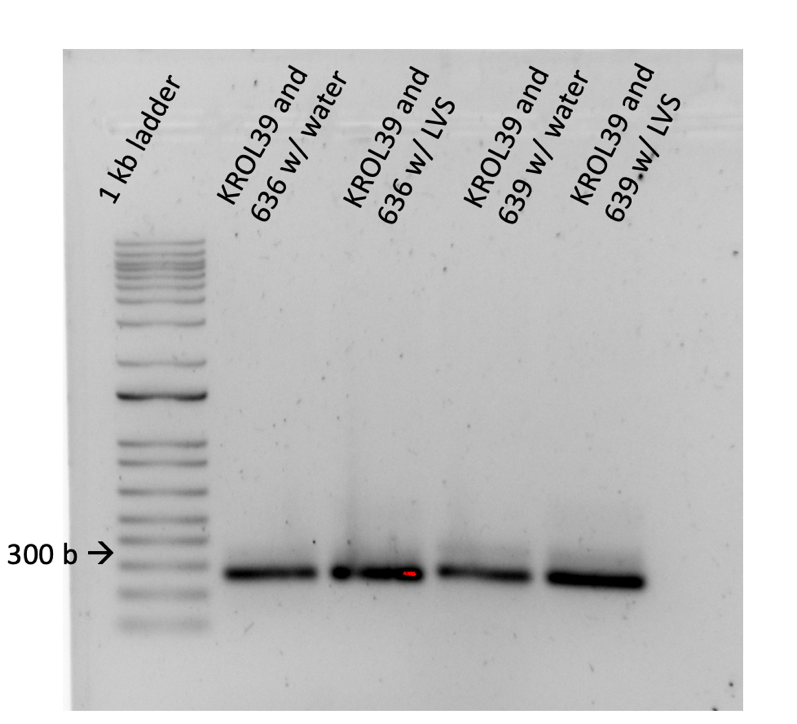 1 kb ladder
KROL39 and
636 w/ water
KROL39 and
636 w/ LVS
KROL39 and
639 w/ water
KROL39 and
639 w/ LVS
300 b →